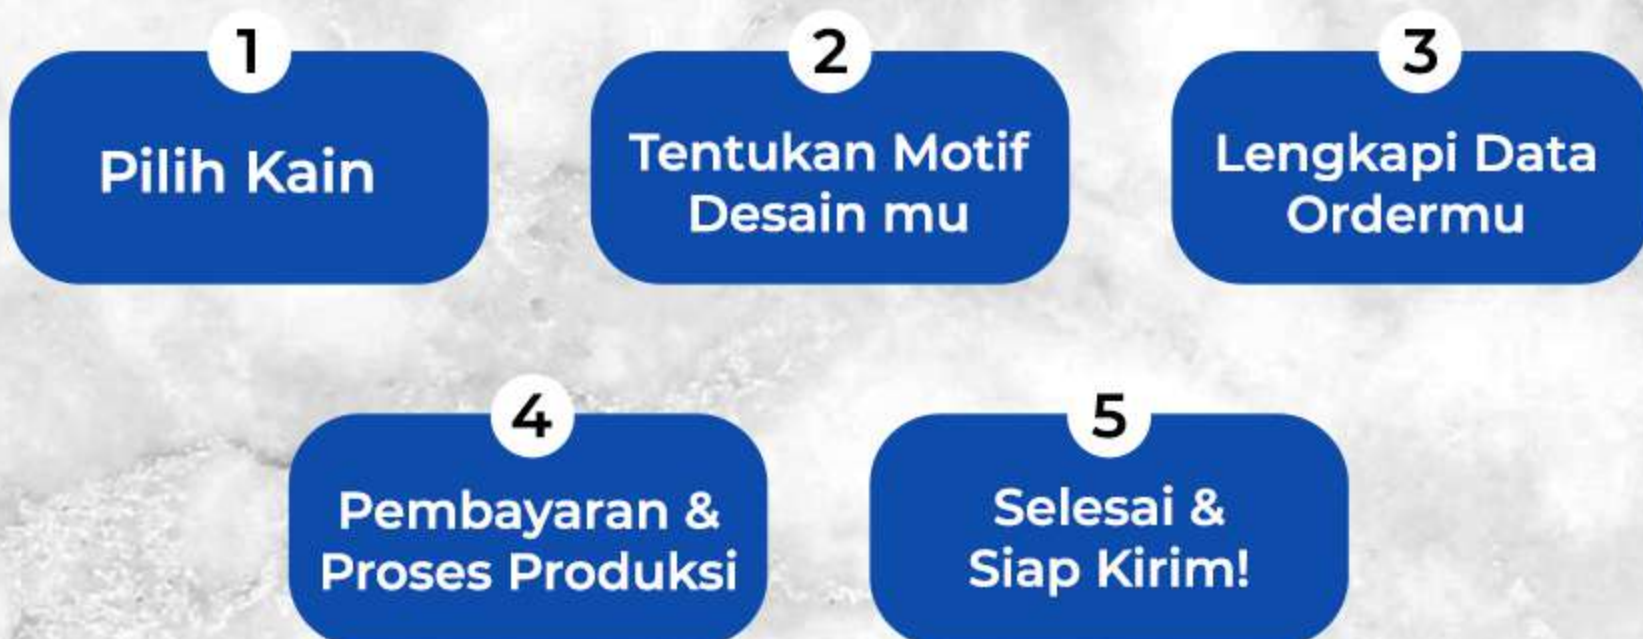 1
Pilih Kain
2
Tentukan Motif
Desain mu
3
Lengkapi Data
Ordermu
4
Pembayaran &
Proses Produksi
5
Selesai &
Siap Kirim!